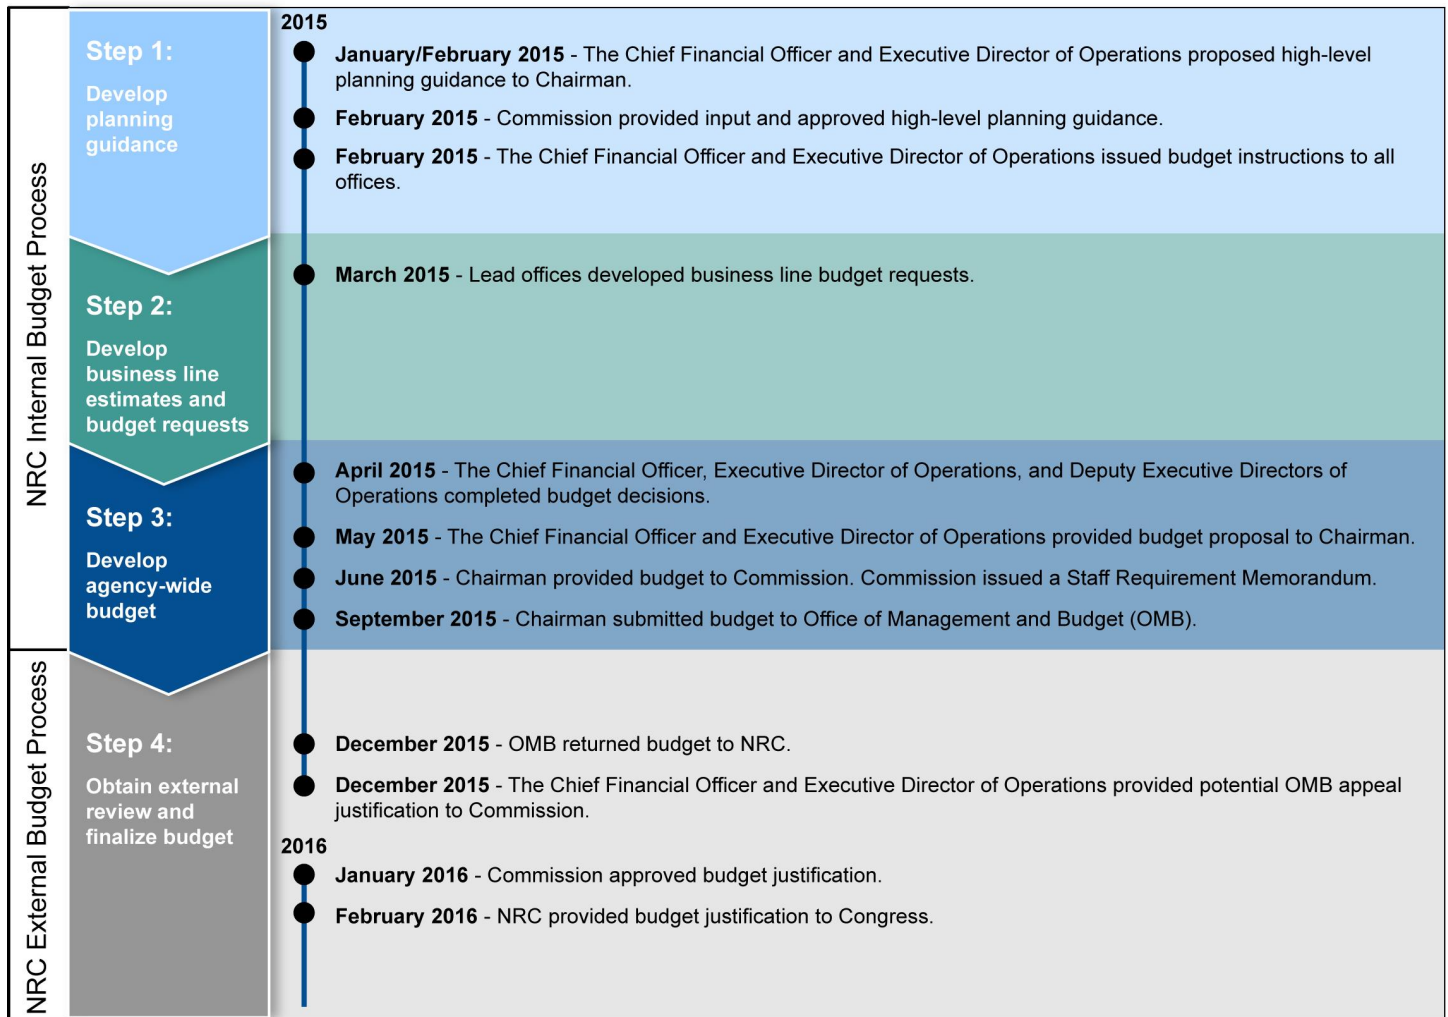 NRC Internal Budget Process
Step 1:
Develop
planning
guidance
2015
January/February 2015 - The Chief Financial Officer and Executive Director of Operations proposed high-level
planning guidance to Chairman.
February 2015 - Commission provided input and approved high-level planning guidance.
February 2015 - The Chief Financial Officer and Executive Director of Operations issued budget instructions to all
offices.
Step 2:
Develop
business line
estimates and
budget requests
March 2015 - Lead offices developed business line budget requests.
Step 3:
Develop
agency-wide
budget
April 2015 - The Chief Financial Officer, Executive Director of Operations, and Deputy Executive Directors of
Operations completed budget decisions.
May 2015 - The Chief Financial Officer and Executive Director of Operations provided budget proposal to Chairman.
June 2015 - Chairman provided budget to Commission. Commission issued a Staff Requirement Memorandum.
September 2015 - Chairman submitted budget to Office of Management and Budget (OMB).
NRC External Budget Process
Step 4:
Obtain external
review and
finalize budget
December 2015 - OMB returned budget to NRC.
December 2015 - The Chief Financial Officer and Executive Director of Operations provided potential OMB appeal
justification to Commission.
2016
January 2016 - Commission approved budget justification.
February 2016 - NRC provided budget justification to Congress.